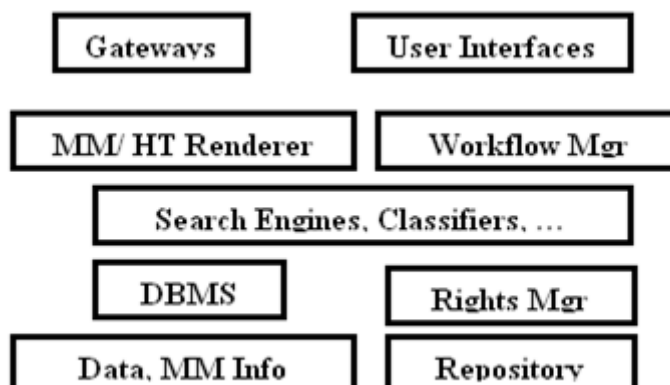 Gateways
User Interfaces
MM/ HT Renderer
Workflow Mgr
Search Engines, Classifiers, ...
DBMS
Rights Mgr
Data, MM Info
Repository